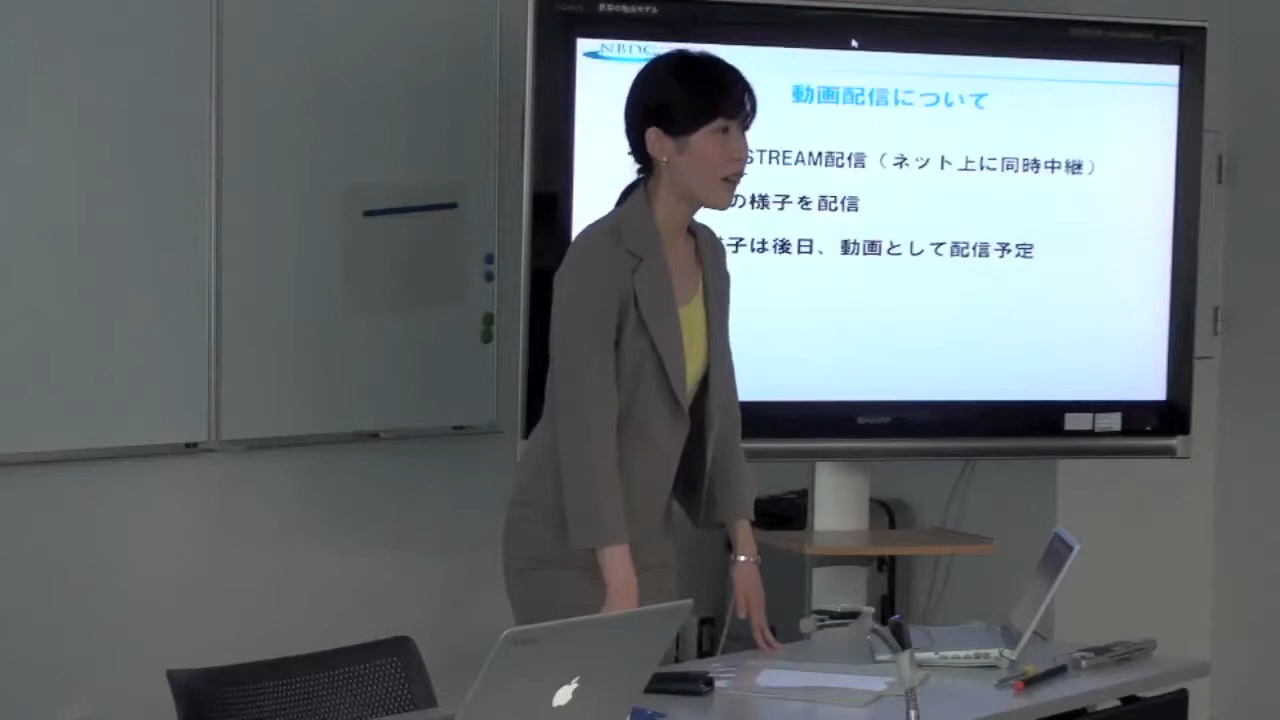 NBDC
動画配信について
STREAM配信（ネット上に同時中継）
の様子を配信
様子は後日、動画として配信予定
SHARP